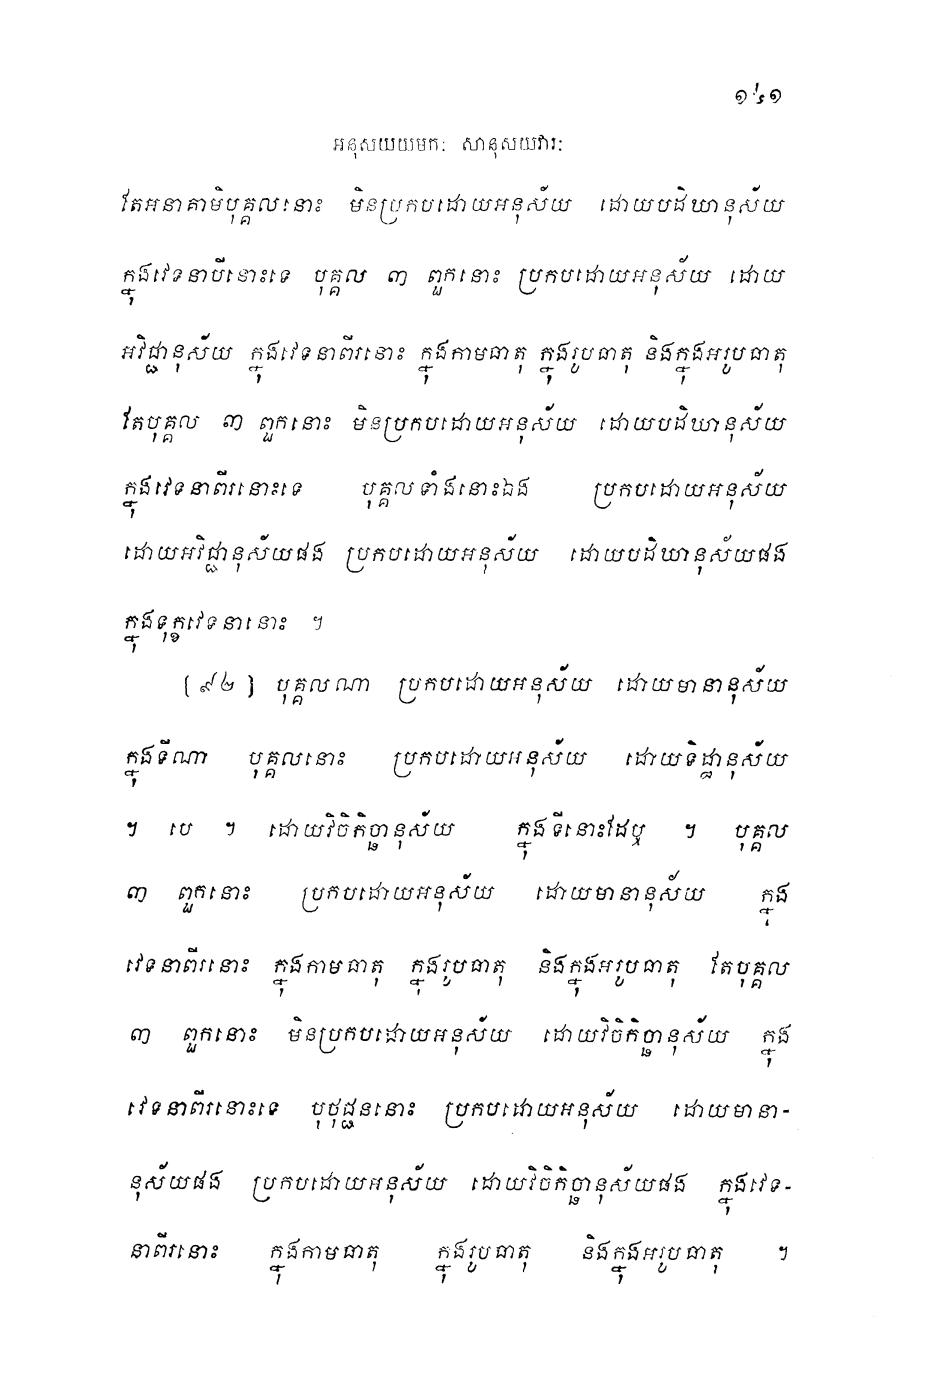 ១៤១
អនុសយយមកៈ សានុសយវារៈ
តែអនាគាមិបុគ្គលនោះ មិនប្រកបដោយអនុស័យ ដោយបដិឃានុស័យ
ក្នុងវេទនាបីនោះទេ បុគ្គល ៣ ពួកនោះ ប្រកបដោយអនុស័យ ដោយ
អវិជ្ជានុស័យ ក្នុងវេទនាពីរនោះ ក្នុងកាមធាតុ ក្នុងរូបធាតុ និងក្នុងអរូបធាតុ
តែបុគ្គល ៣ ពួកនោះ មិនប្រកបដោយអនុស័យ ដោយបដិឃានុស័យ
ក្នុងវេទនាពីរនោះទេ បុគ្គលទាំងនោះឯង ប្រកបដោយអនុស័យ
ដោយអវិជ្ជានុស័យផង ប្រកបដោយអនុស័យ ដោយបដិឃានុស័យផង
ក្នុងទុក្ខវេទនានោះ ។
[៩៤] បុគ្គលណា ប្រកបដោយអនុស័យ ដោយមានានុស័យ
ក្នុងទីណា បុគ្គលនោះ ប្រកបដោយអនុស័យ ដោយទិដ្ឋានុស័យ
។ បេ ។ ដោយវិចិកិច្ឆានុស័យ ក្នុងទីនោះដែរឬ ។ បុគ្គល
៣ ពួកនោះ ប្រកបដោយអនុស័យ ដោយមានានុស័យ ក្នុង
វេទនាពីរនោះ ក្នុងកាមធាតុ ក្នុងរូបធាតុ និងក្នុងអរូបធាតុ តែបុគ្គល
៣ ពួកនោះ មិនប្រកបដោយអនុស័យ ដោយវិចិកិច្ឆានុស័យ ក្នុង
វេទនាពីរនោះទេ បុថុជ្ជននោះ ប្រកបដោយអនុស័យ ដោយមានា-
នុស័យផង ប្រកបដោយអនុស័យ ដោយវិចិកិច្ឆានុស័យផង ក្នុងវេទ-
នាពីរនោះ ក្នុងកាមធាតុ ក្នុងរូបធាតុ និងក្នុងអរូបធាតុ ។